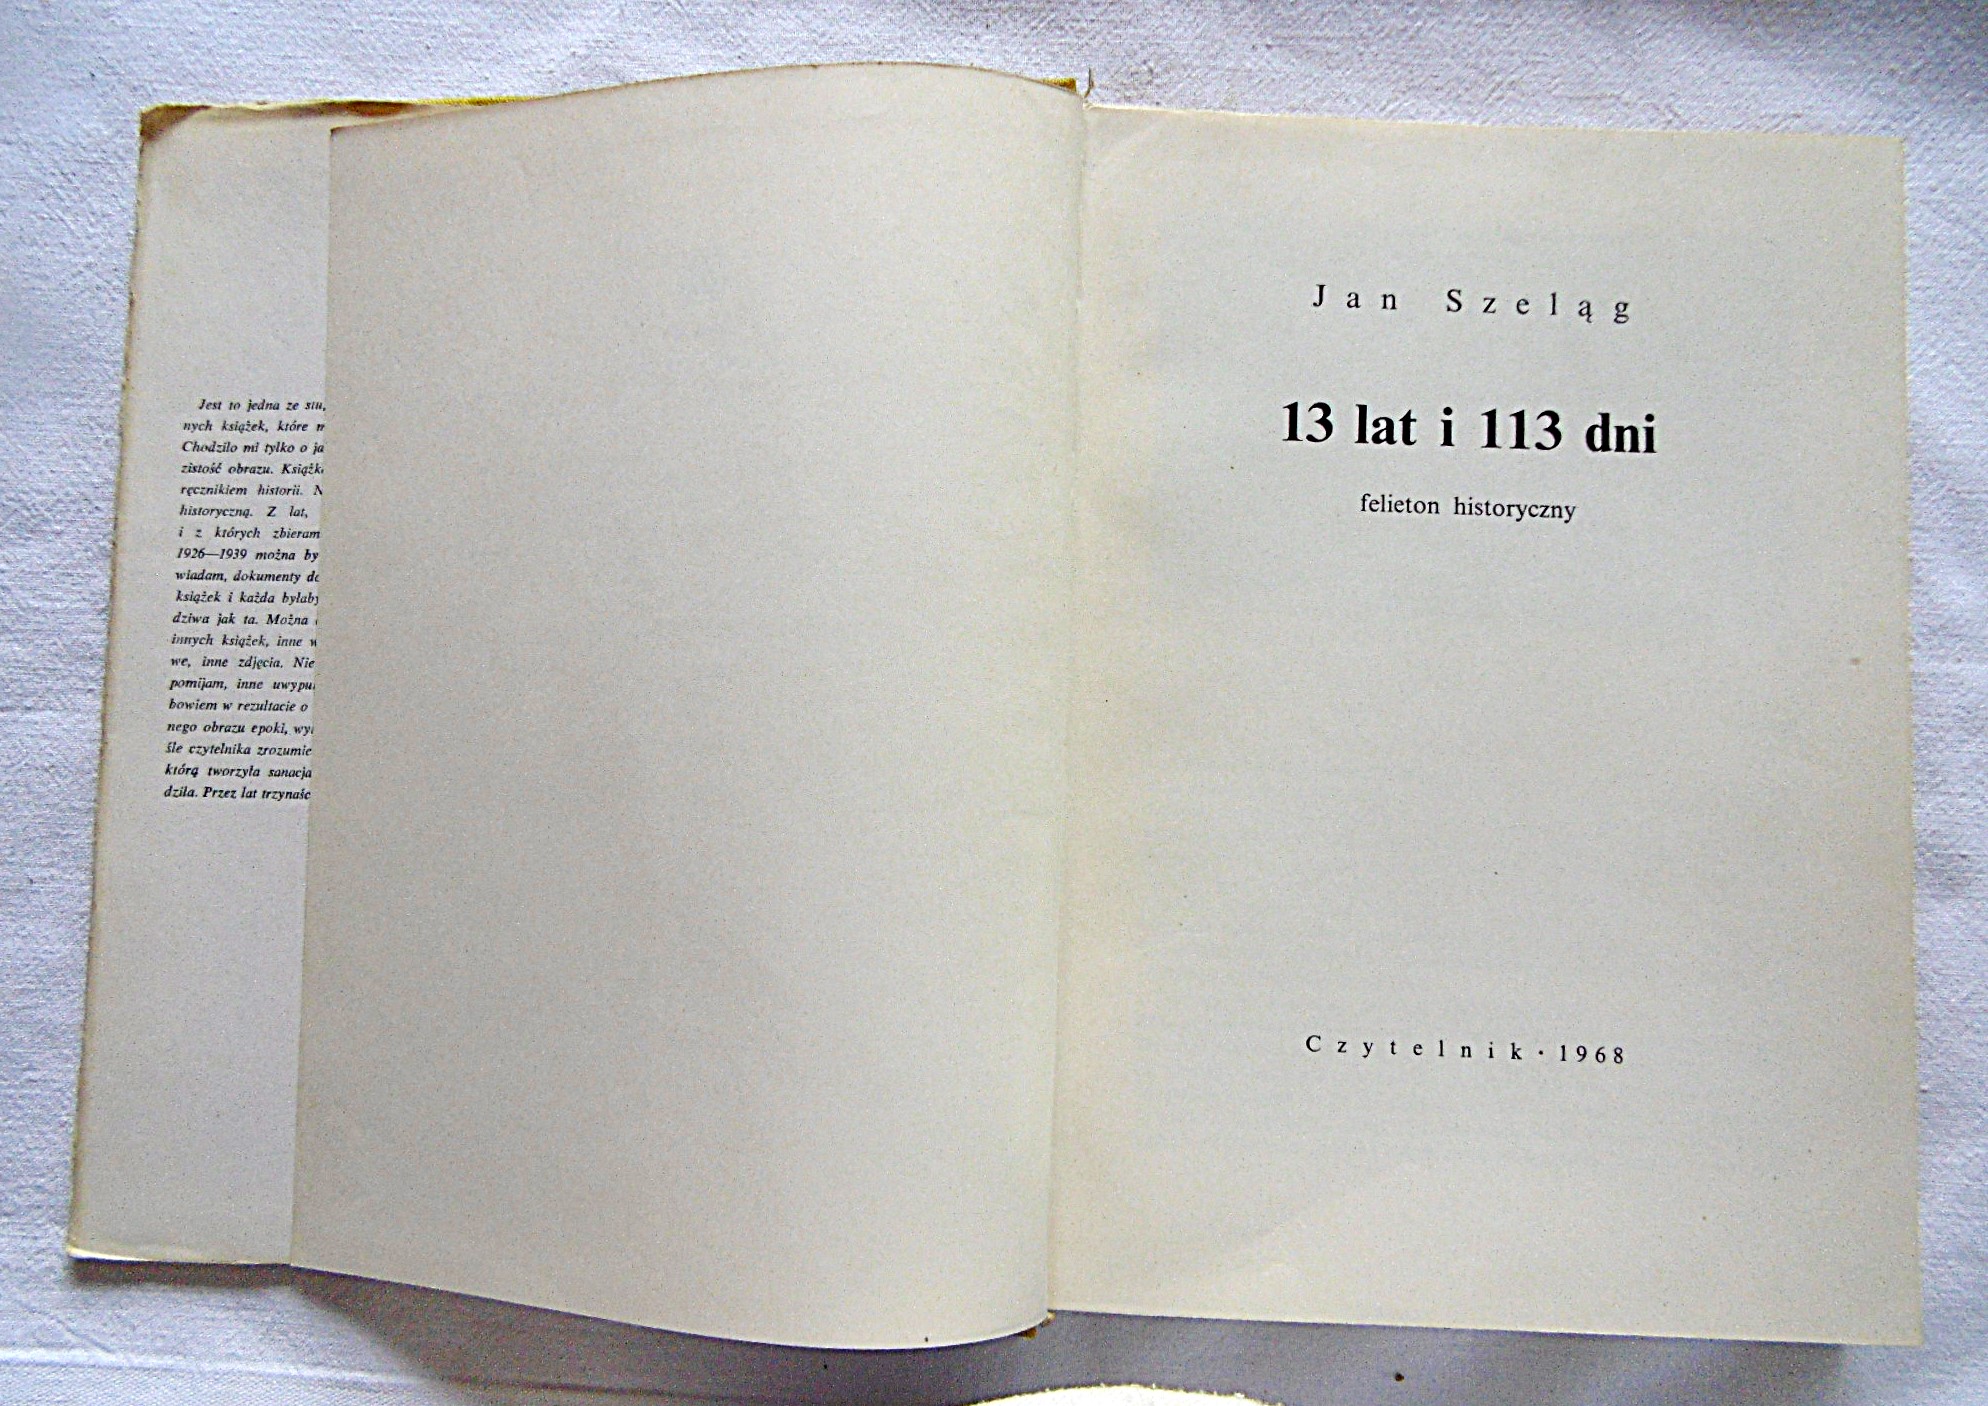 Jest to jedna ze stu,
nych książek, które
Chodziło mi tylko o
zistość obrazu.
ręcznikiem historii.
historyczną. Z lat,
i z których zbieram
1926—1939 można
wiadam, dokumenty
książek i każda
dziwa jak ta. Można
innych książek, inne
we, inne zdjęcia. Nie
pomijam, inne
bowiem w rezultacie o
nego obrazu epoki,
śle czytelnika
którą tworzyła sanacja
dziła. Przez lat
Jan Szeląg
13 lat i 113 dni
felieton historyczny
Czytelnik · 1968